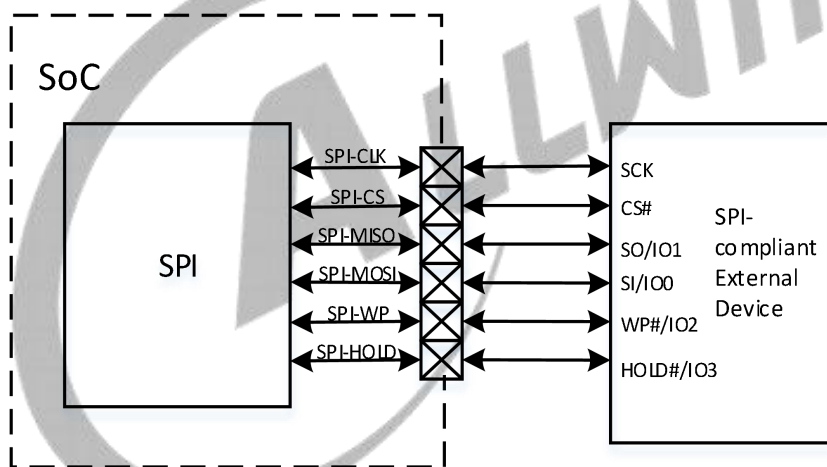 ALLWIN
SoC
SPI
SPI-CLK
SPI-CS
SPI-MISO
SPI-MOSI
SPI-WP
SPI-HOLD
SCK
CS#
SO/IO1
SI/IO0
WP#/IO2
HOLD#/IO3
SPI-
compliant
External
Device